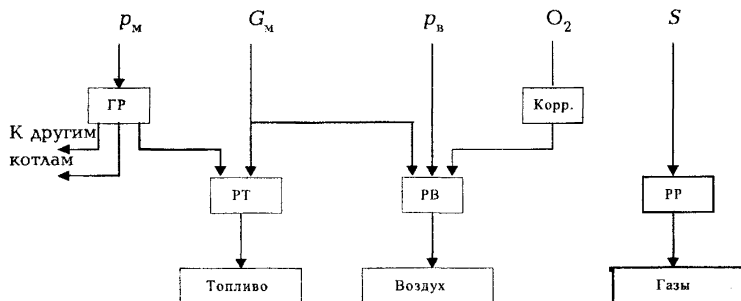 pм Gм pв O2 S
ГР Корр.
К другим
котлам
РТ РВ РР
Топливо Воздух Газы